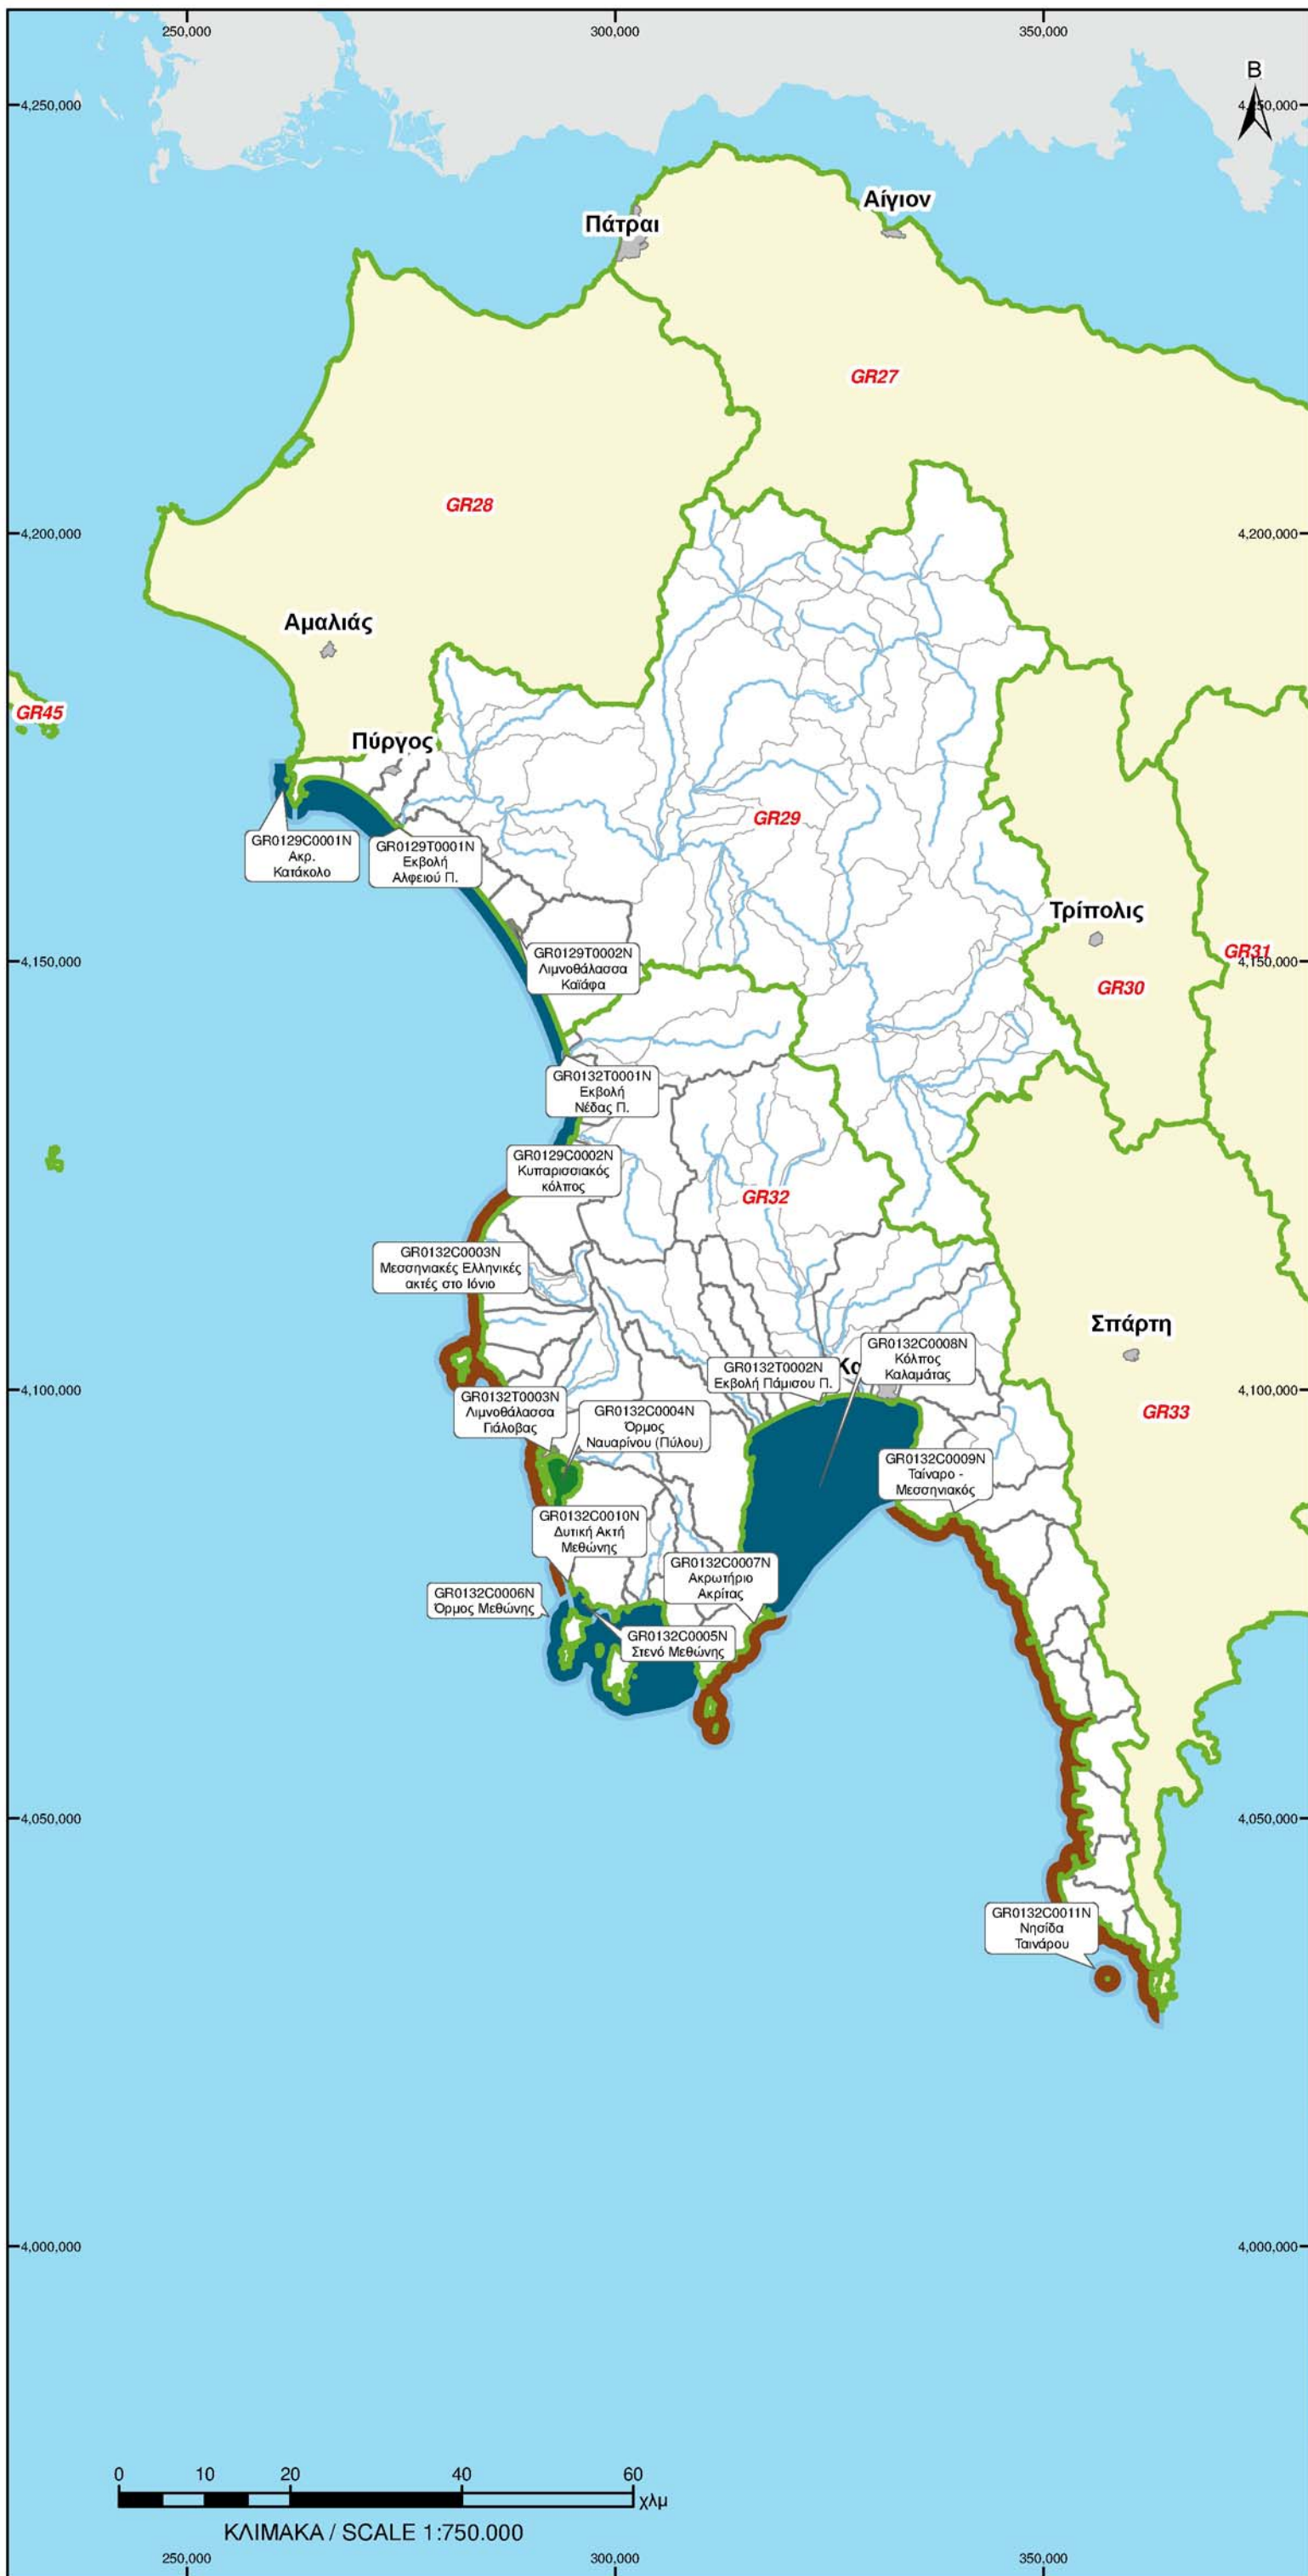 250,000
300,000
350,000
4,250,000
4,250,000
B
Αίγιον
Πάτραι
GR27
GR28
4,200,000
4,200,000
Αμαλιάς
GR45
Πύργος
GR29
GR0129C0001N
Ακρ.
Κατάκολο
GR0129T0001N
Εκβολή
Αλφειού Π.
Τρίπολις
GR31
4,150,000
4,150,000
GR0129T0002N
Λιμνοθάλασσα
Καϊάφα
GR30
GR0132T0001N
Εκβολή
Νέδας Π.
GR0129C0002N
Κυπαρισσιακός
κόλπος
GR32
GR0132C0003N
Μεσσηνιακές Ελληνικές
ακτές στο Ιόνιο
Σπάρτη
GR0132C0008N
Κόλπος
Καλαμάτας
GR0132T0002N
Εκβολή Πάμισου Π.
Κα
4,100,000
4,100,000
GR33
GR0132T0003N
Λιμνοθάλασσα
Γιάλοβας
GR0132C0004N
Όρμος
Ναυαρίνου (Πύλου)
GR0132C0009N
Ταίναρο -
Μεσσηνιακός
GR0132C0010N
Δυτική Ακτή
Μεθώνης
GR0132C0007N
Ακρωτήριο
Ακρίτας
GR0132C0006N
Όρμος Μεθώνης
GR0132C0005N
Στενό Μεθώνης
4,050,000
4,050,000
GR0132C0011N
Νησίδα
Ταινάρου
4,000,000
4,000,000
0 10 20 40 60
χλμ
ΚΛΙΜΑΚΑ / SCALE 1:750.000
250,000
300,000
350,000